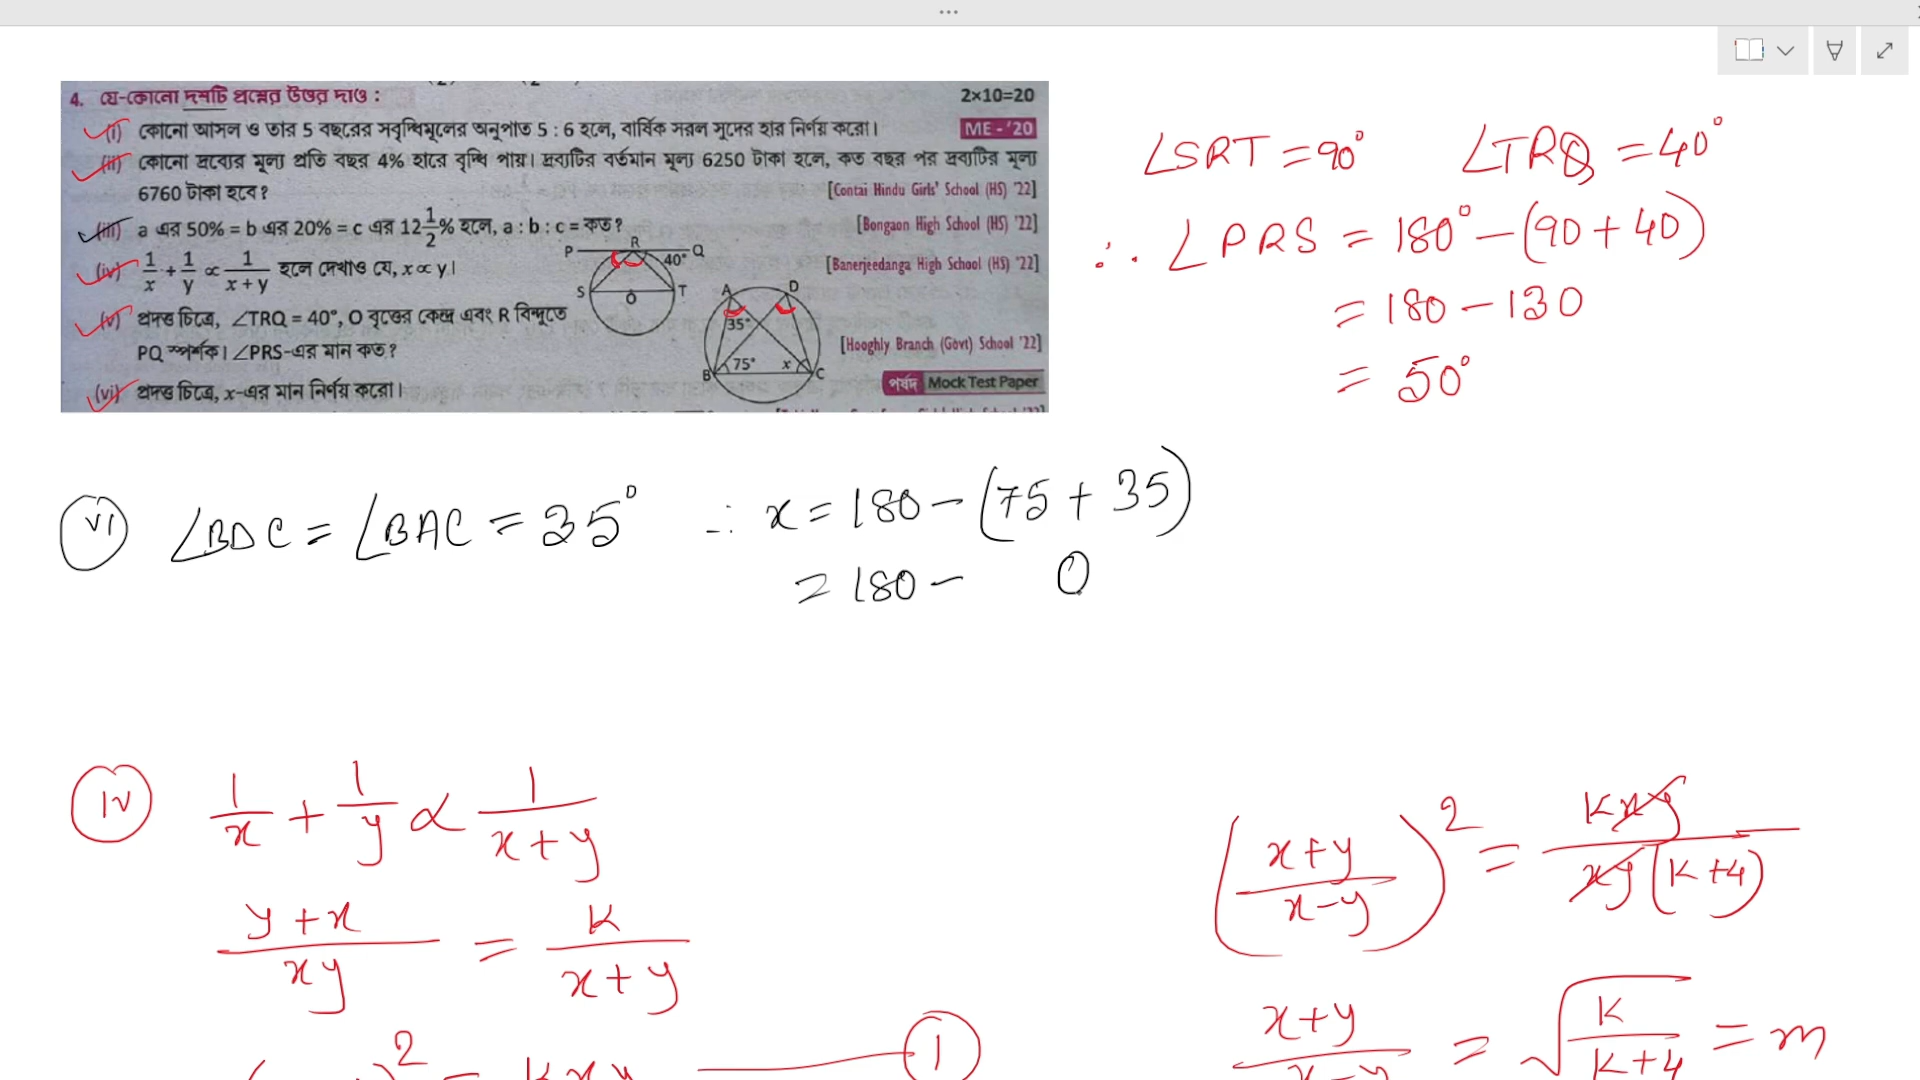 4. যে-কোনো দশটি প্রশ্নের উত্তর দাও : 2×10=20
(i) কোনো আসল ও তার 5 বছরের সবৃদ্ধিমূলের অনুপাত 5 : 6 হলে, বার্ষিক সরল সুদের হার নির্ণয় করো। ME - '20
(ii) কোনো দ্রব্যের মূল্য প্রতি বছর 4% হারে বৃদ্ধি পায়। দ্রব্যটির বর্তমান মূল্য 6250 টাকা হলে, কত বছর পর দ্রব্যটির মূল্য
6760 টাকা হবে? [Contai Hindu Girls' School (HS) '22]
(iii) a এর 50% = b এর 20% = c এর 12 1/2% হলে, a : b : c = কত? [Bongaon High School (HS) '22]
(iv) 1/x + 1/y ∝ 1/(x + y) হলে দেখাও যে, x ∝ y। [Banerjeedanga High School (HS) '22]
P R Q 40° S O T
(v) প্রদত্ত চিত্রে, ∠TRQ = 40°, O বৃত্তের কেন্দ্র এবং R বিন্দুতে
PQ স্পর্শক। ∠PRS-এর মান কত? [Hooghly Branch (Govt) School '22]
A D 35° 75° x B C
(vi) প্রদত্ত চিত্রে, x-এর মান নির্ণয় করো। পর্ষদ Mock Test Paper
∠SRT = 90° ∠TRQ = 40°
∴ ∠PRS = 180° − (90 + 40)
= 180 − 130
= 50°
VI ∠BDC = ∠BAC = 35° ∴ x = 180 − (75 + 35)
= 180 − 0
IV 1/x + 1/y ∝ 1/(x+y)
(y+x)/xy = K/(x+y)
2 = kxy 1
((x+y)/(x−y))² = Kxy/(xy(K+4))
(x+y)/(x−y) = √(K/(K+4)) = m